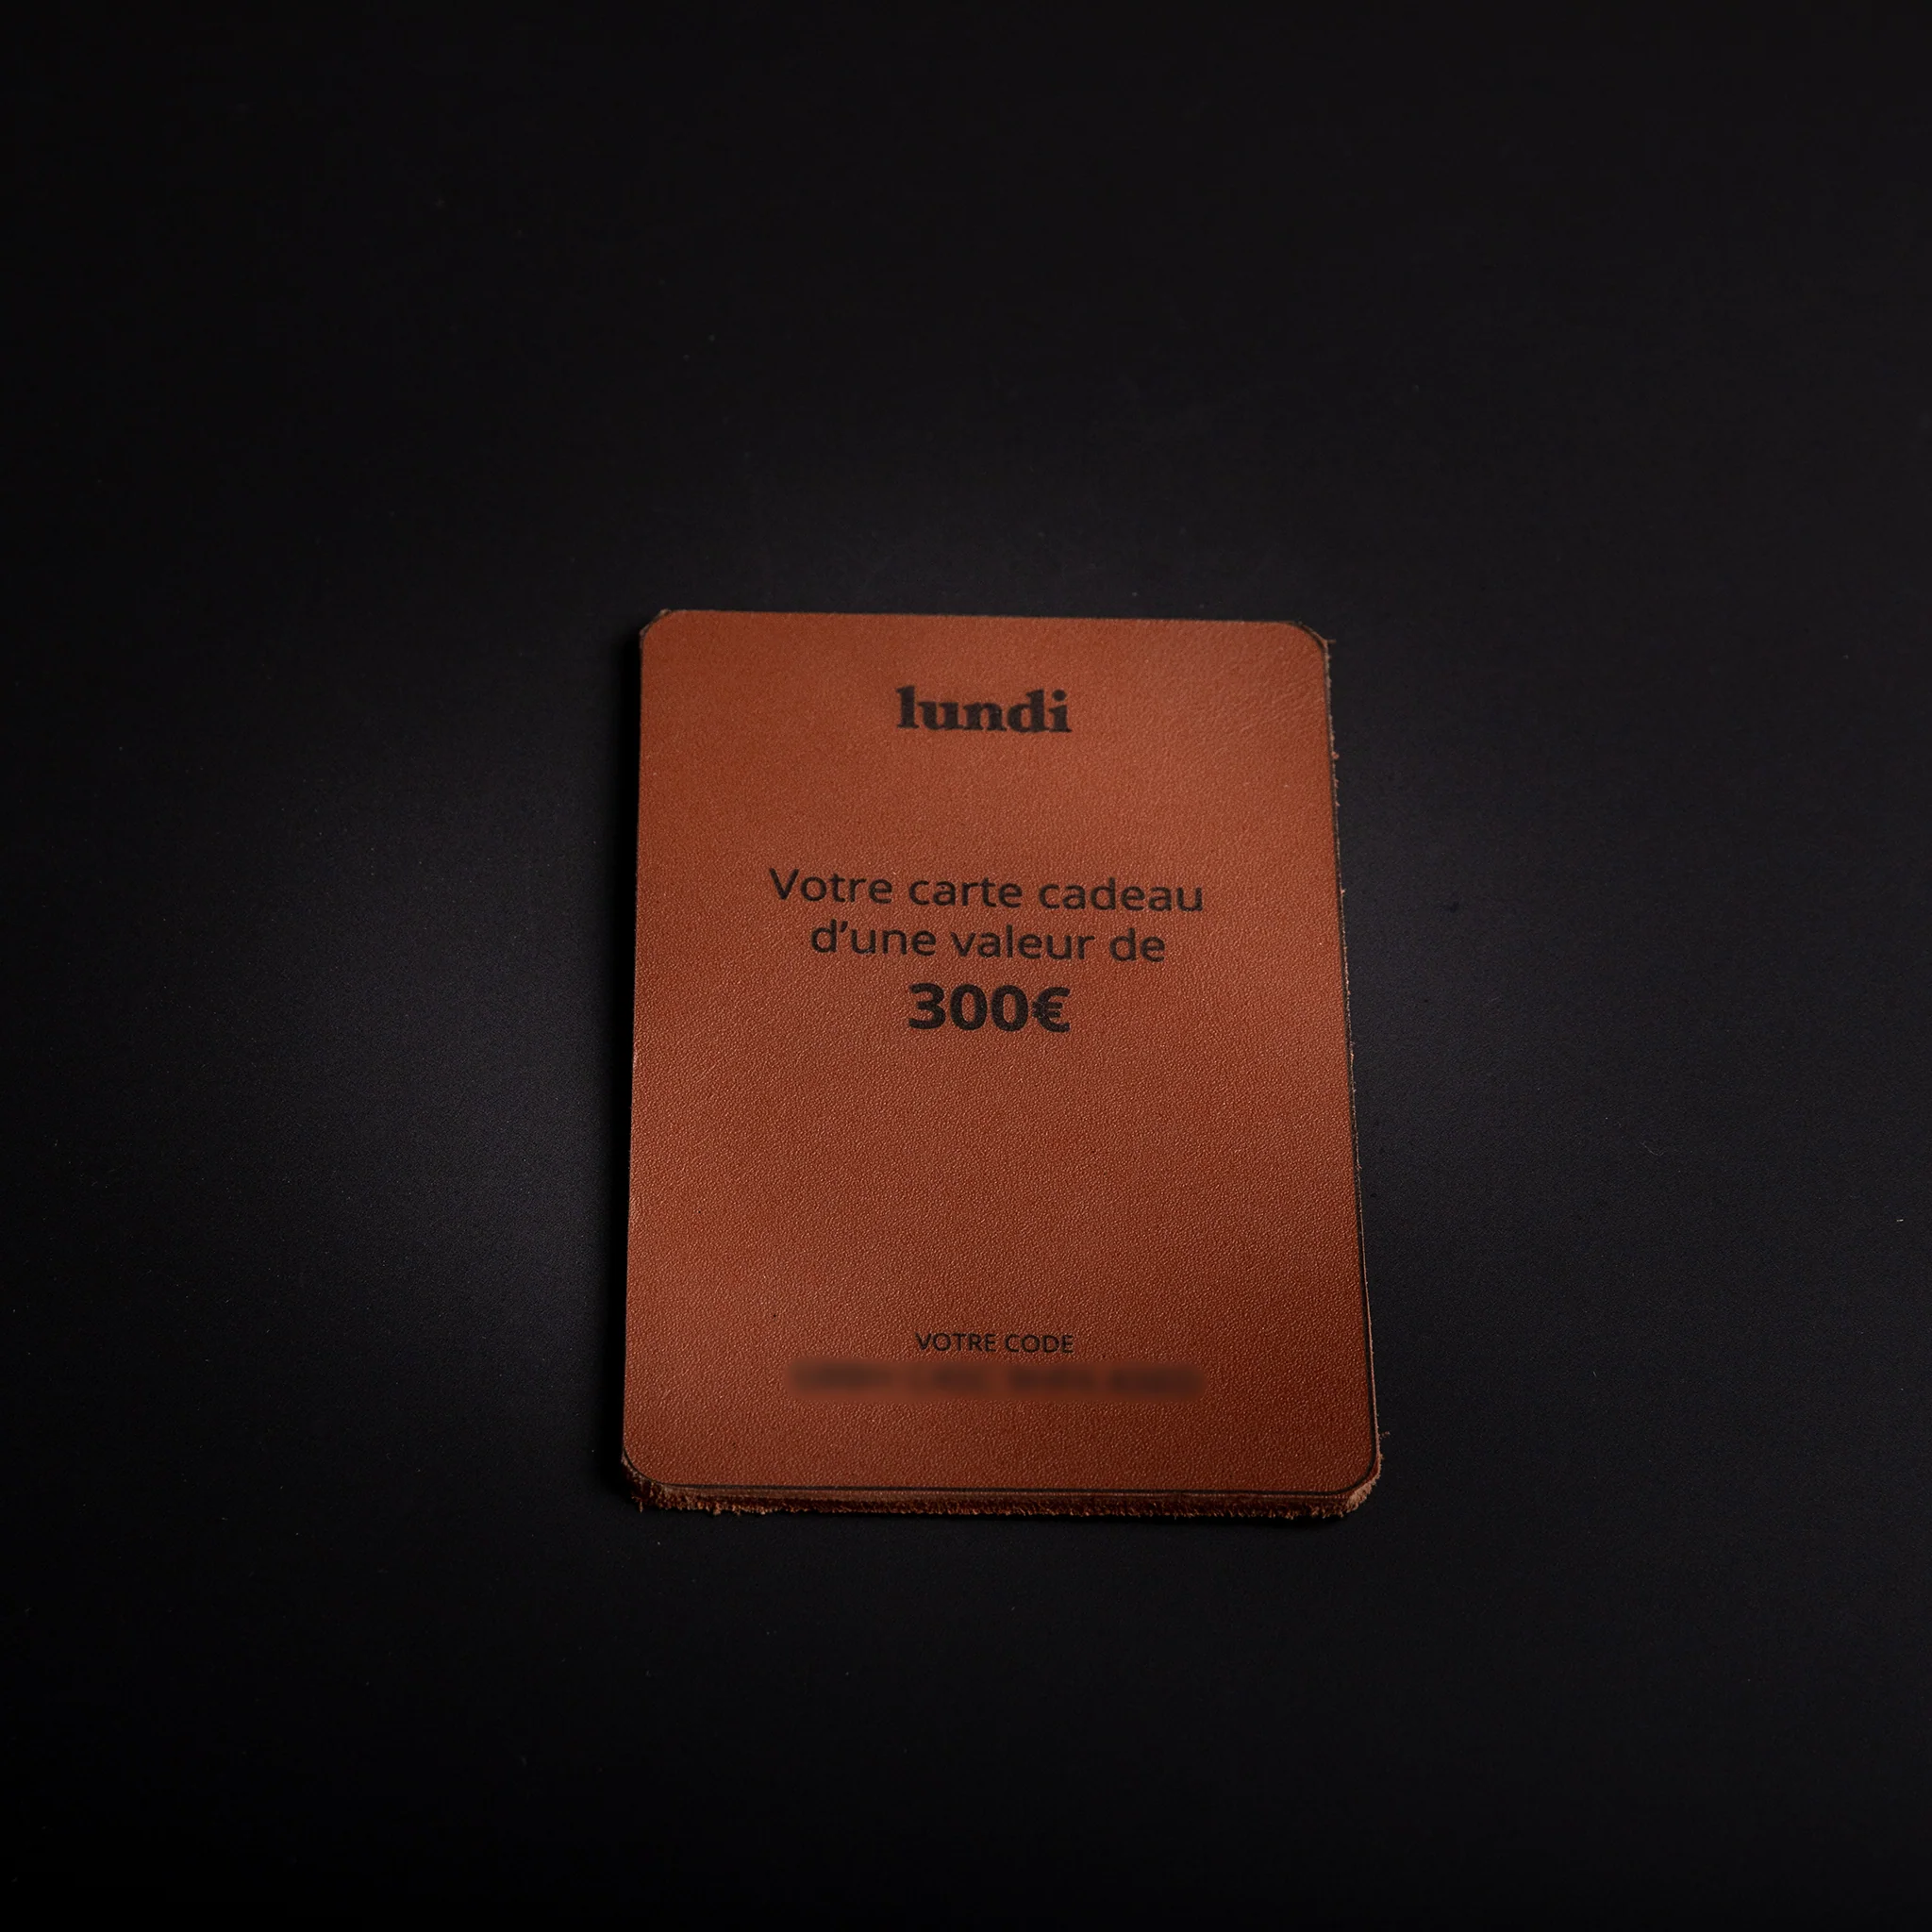 lundi
Votre carte cadeau
d’une valeur de
300€
VOTRE CODE